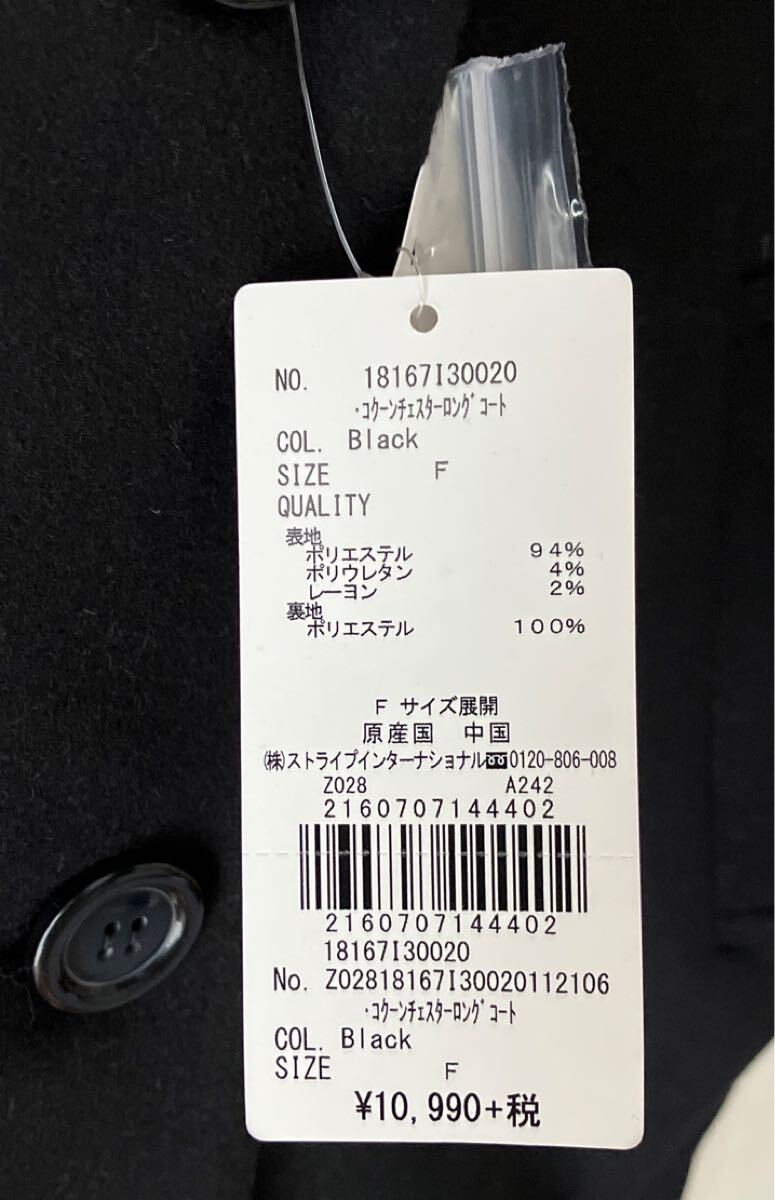 NO. 18167I30020
・コクーンチェスターロングコート
COL. Black
SIZE F
QUALITY
表地
ポリエステル 94%
ポリウレタン 4%
レーヨン 2%
裏地
ポリエステル 100%
F サイズ展開
原産国 中国
(株)ストライプインターナショナル 0120-806-008
Z028 A242
2160707144402
2160707144402
18167I30020
No. Z02818167I30020112106
・コクーンチェスターロングコート
COL. Black
SIZE F
¥10,990+税